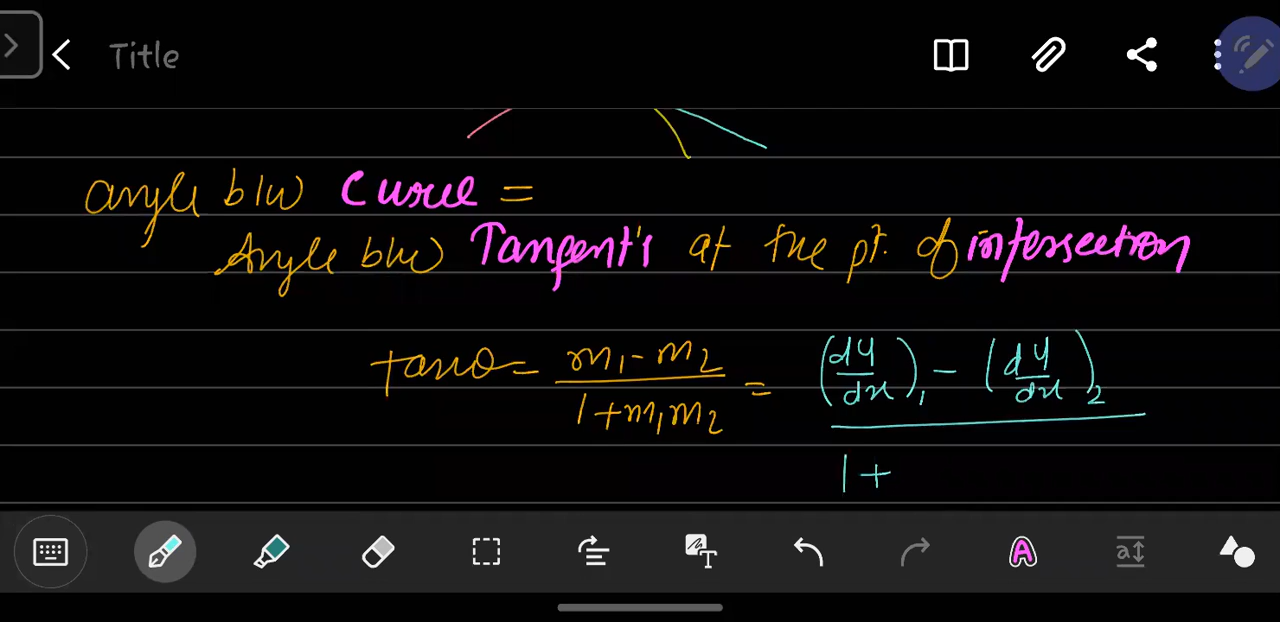 Title
angle b/w Curve =
Angle b/w Tangent's at the pt. of intersection
tanθ = m₁ - m₂ / 1 + m₁m₂ = (dy/dx)₁ - (dy/dx)₂ / 1 +